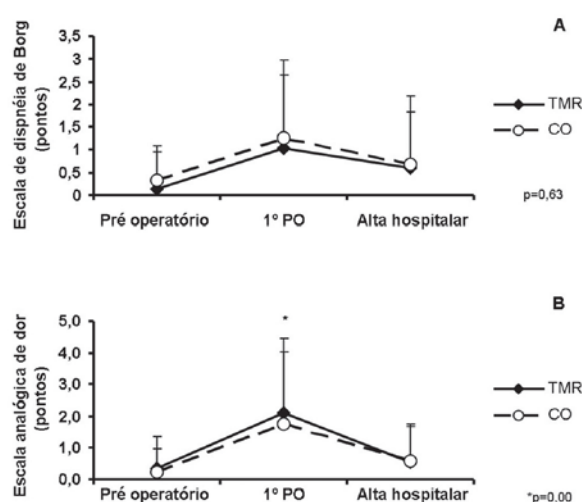 A
Escala de dispnéia de Borg
(pontos)
3,5
3
2,5
2
1,5
1
0,5
0
Pré operatório
1º PO
Alta hospitalar
TMR
CO
p=0,63
B
Escala analógica de dor
(pontos)
5,0
4,0
3,0
2,0
1,0
0,0
*
Pré operatório
1º PO
Alta hospitalar
TMR
CO
*p=0.00